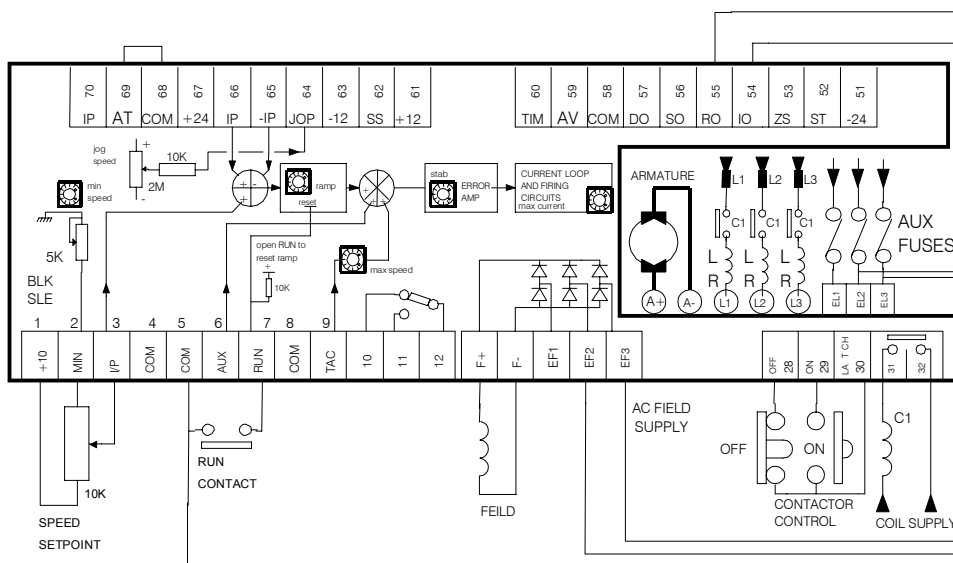 70 69 68 67 66 65 64 63 62 61
IP AT COM +24 IP -IP JOP -12 SS +12
60 59 58 57 56 55 54 53 52 51
TIM AV COM DO SO RO IO ZS ST -24
jog
speed
+
10K
2M
-
min
speed
5K
BLK
SLE
+ -
+
ramp
reset
open RUN to
reset ramp
+
10K
+
+ +
max speed
stab
ERROR
AMP
CURRENT LOOP
AND FIRING
CIRCUITS
max current
ARMATURE
A+ A-
L1 L2 L3
C1 C1 C1
L L L
R R R
L1 L2 L3
AUX
FUSES
EL1 EL2 EL3
1 2 3 4 5 6 7 8 9
+10 MIN I/P COM COM AUX RUN COM TAC 10 11 12
F+ F- EF1 EF2 EF3
OFF 28 ON 29 LA T CH 30 31 32
10K
SPEED
SETPOINT
RUN
CONTACT
FEILD
AC FIELD
SUPPLY
OFF ON
CONTACTOR
CONTROL
C1
COIL SUPPLY